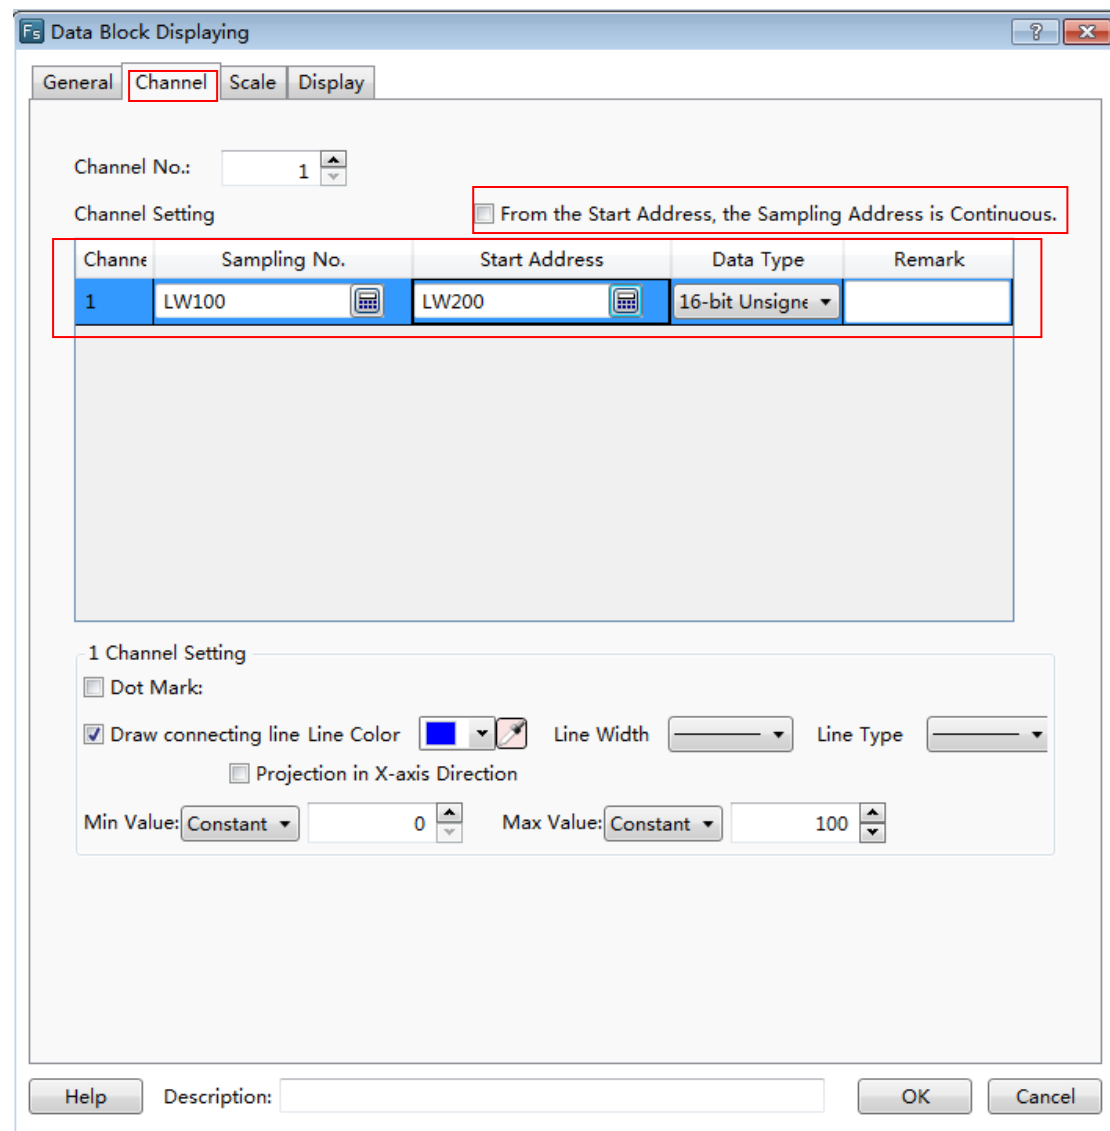 Fs Data Block Displaying ?
General Channel Scale Display
Channel No.: 1
Channel Setting From the Start Address, the Sampling Address is Continuous.
Channe Sampling No. Start Address Data Type Remark
1 LW100 LW200 16-bit Unsigne
1 Channel Setting
Dot Mark:
Draw connecting line Line Color Line Width Line Type
Projection in X-axis Direction
Min Value: Constant 0 Max Value: Constant 100
Help Description: OK Cancel